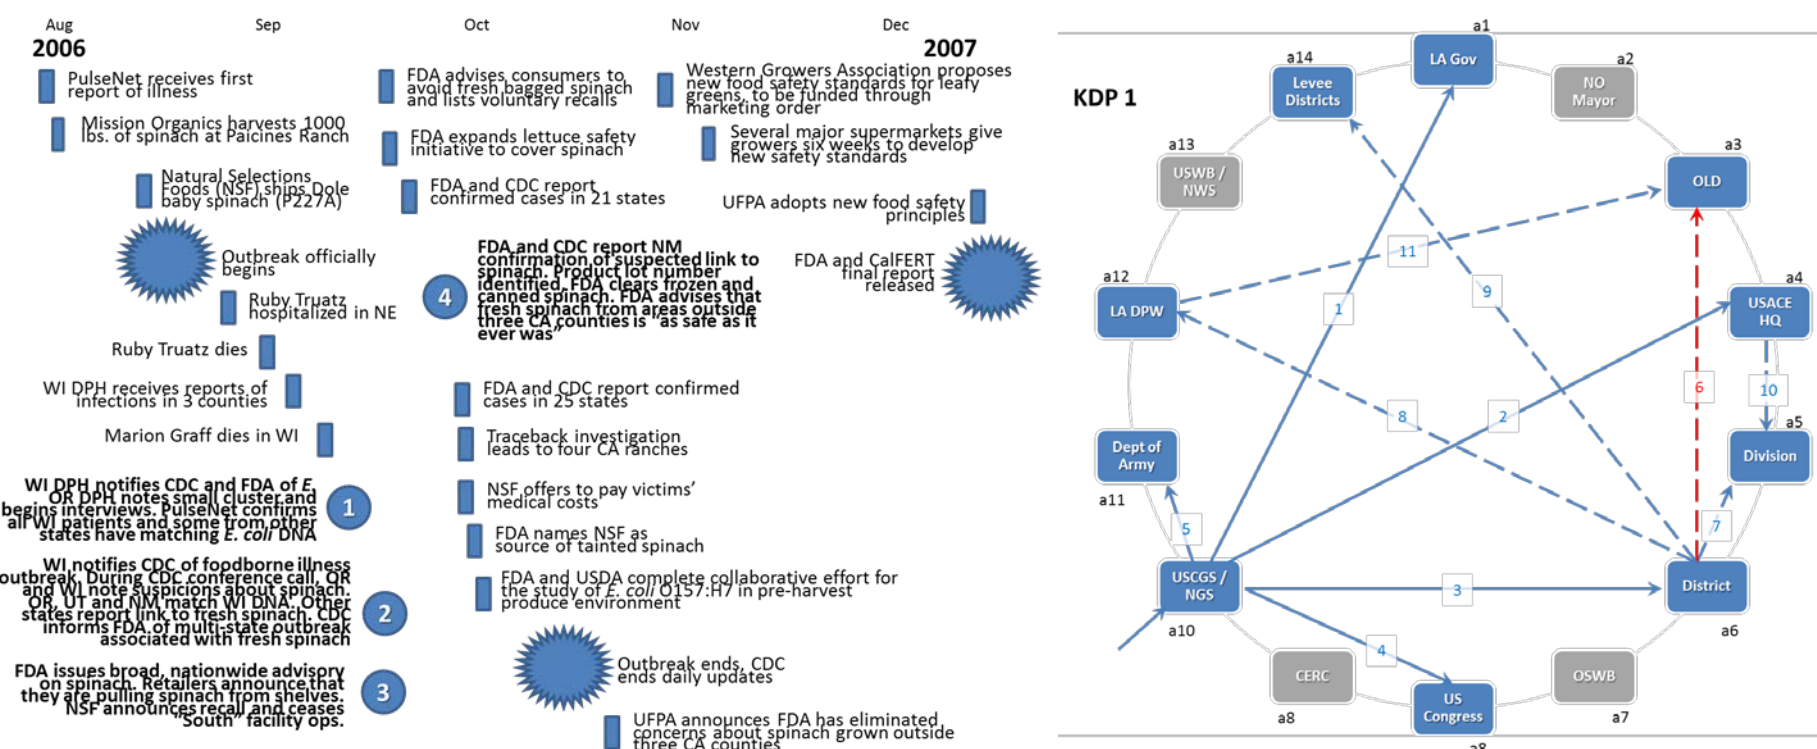 Aug
Sep
Oct
Nov
Dec
2006
2007
PulseNet receives first
report of illness
Mission Organics harvests 1000
lbs. of spinach at Paicines Ranch
Natural Selections
Foods (NSF) ships Dole
baby spinach (P227A)
Outbreak officially
begins
Ruby Truatz
hospitalized in NE
Ruby Truatz dies
WI DPH receives reports of
infections in 3 counties
Marion Graff dies in WI
WI DPH notifies CDC and FDA of E.
OR DPH notes small cluster and
begins interviews. PulseNet confirms
all WI patients and some from other
states have matching E. coli DNA
1
WI notifies CDC of foodborne illness
outbreak. During CDC conference call, OR
and WI note suspicions about spinach.
OR, UT and NM match WI DNA. Other
states report link to fresh spinach. CDC
informs FDA of multi-state outbreak
associated with fresh spinach
2
FDA issues broad, nationwide advisory
on spinach. Retailers announce that
they are pulling spinach from shelves.
NSF announces recall and ceases
"South" facility ops.
3
FDA advises consumers to
avoid fresh bagged spinach
and lists voluntary recalls
FDA expands lettuce safety
initiative to cover spinach
FDA and CDC report
confirmed cases in 21 states
4
FDA and CDC report NM
confirmation of suspected link to
spinach. Product lot number
identified. FDA clears frozen and
canned spinach. FDA advises that
fresh spinach from areas outside
three CA counties is "as safe as it
ever was"
FDA and CDC report confirmed
cases in 25 states
Traceback investigation
leads to four CA ranches
NSF offers to pay victims'
medical costs
FDA names NSF as
source of tainted spinach
FDA and USDA complete collaborative effort for
the study of E. coli O157:H7 in pre-harvest
produce environment
Outbreak ends, CDC
ends daily updates
UFPA announces FDA has eliminated
concerns about spinach grown outside
three CA counties
Western Growers Association proposes
new food safety standards for leafy
greens, to be funded through
marketing order
Several major supermarkets give
growers six weeks to develop
new safety standards
UFPA adopts new food safety
principles
FDA and CalFERT
final report
released
KDP 1
a1
LA Gov
a2
NO
Mayor
a3
OLD
a4
USACE
HQ
a5
Division
a6
District
a7
OSWB
a8
US
Congress
a8
CERC
a10
USCGS /
NGS
a11
Dept of
Army
a12
LA DPW
a13
USWB /
NWS
a14
Levee
Districts
1
2
3
4
5
6
7
8
9
10
11